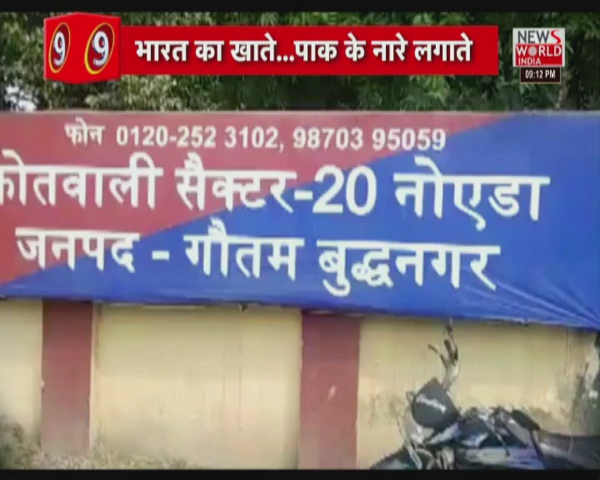 9 9
भारत का खाते...पाक के नारे लगाते
NEWS
WORLD
INDIA
09:12 PM
फोन 0120-252 3102, 98703 95059
कोतवाली सैक्टर-20 नोएडा
जनपद - गौतम बुद्धनगर